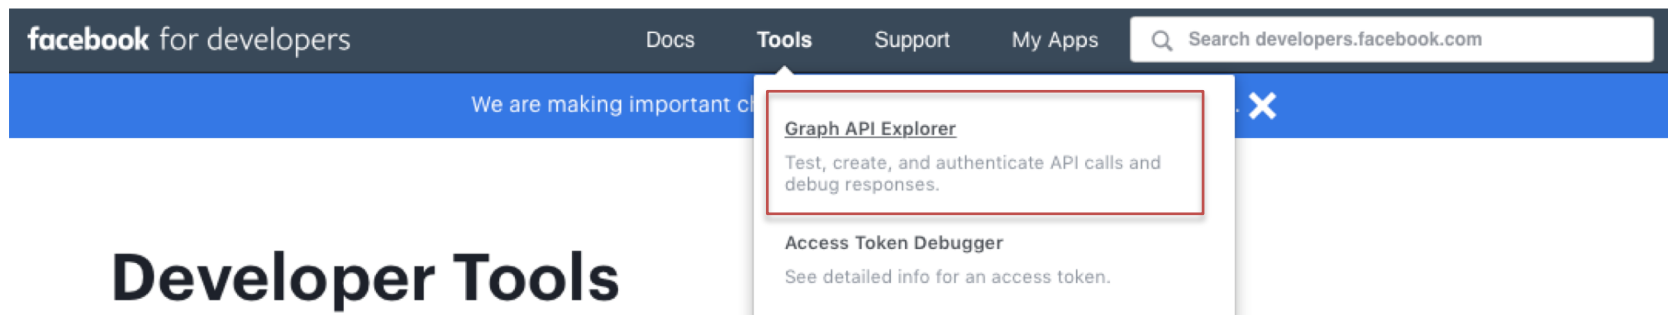 facebook for developers Docs Tools Support My Apps Search developers.facebook.com
We are making important
Graph API Explorer
Test, create, and authenticate API calls and
debug responses.
Access Token Debugger
See detailed info for an access token.
Developer Tools